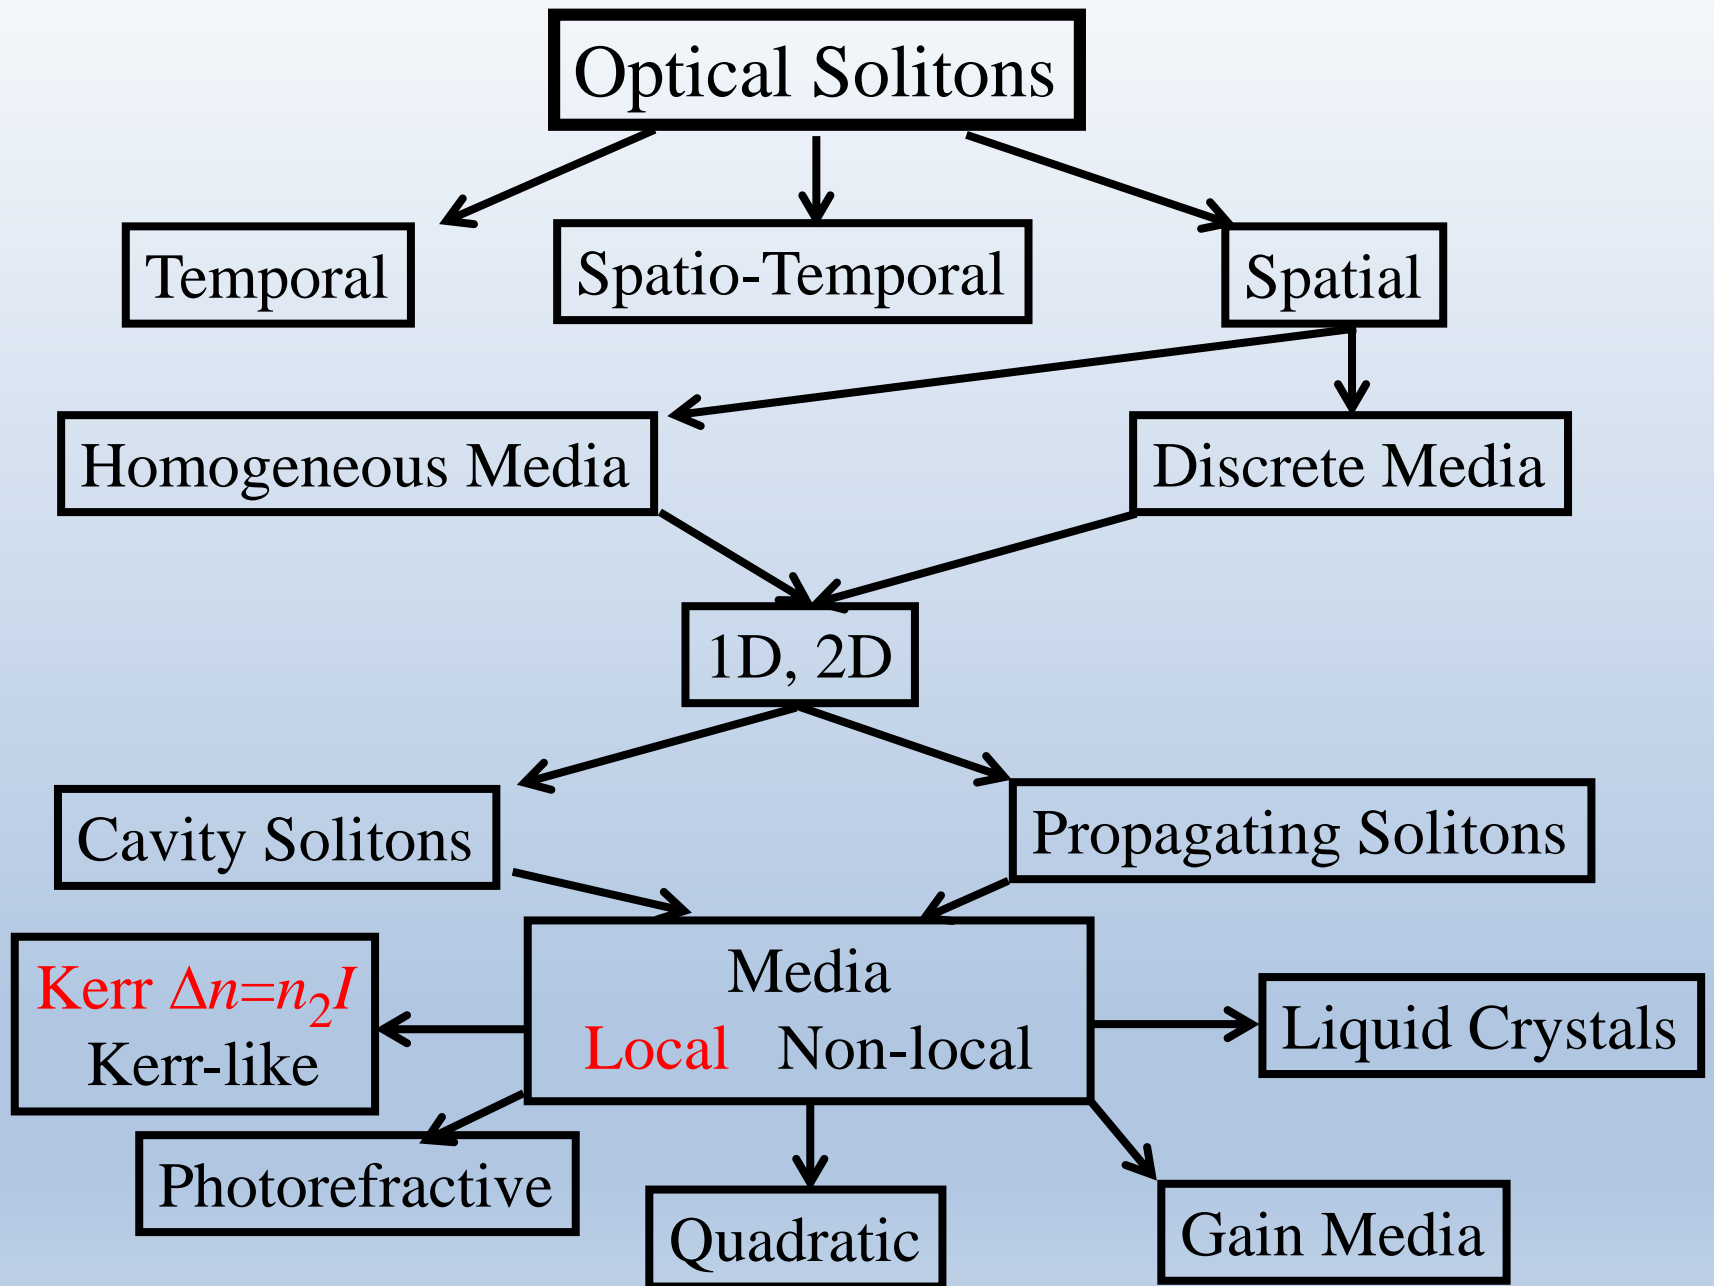 Optical Solitons
Temporal
Spatio-Temporal
Spatial
Homogeneous Media
Discrete Media
1D, 2D
Cavity Solitons
Propagating Solitons
Kerr Δn=n₂I
Kerr-like
Media
Local Non-local
Liquid Crystals
Photorefractive
Quadratic
Gain Media